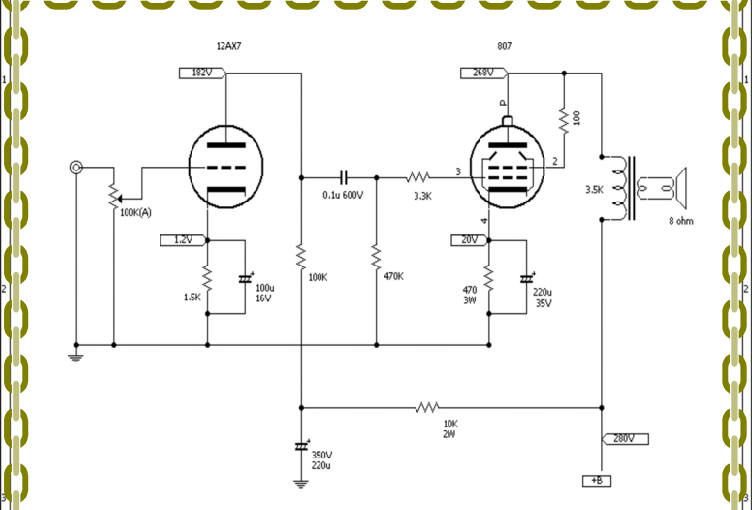 12AX7
807
182V
268V
P
100
1
1
2
3
0.1u 600V
3.3K
3.5K
100K(A)
8 ohm
4
1.2V
20V
100K
470K
1.5K
100u
16V
470
3W
220u
35V
2
2
10K
2W
280V
350V
220u
+B
3
3